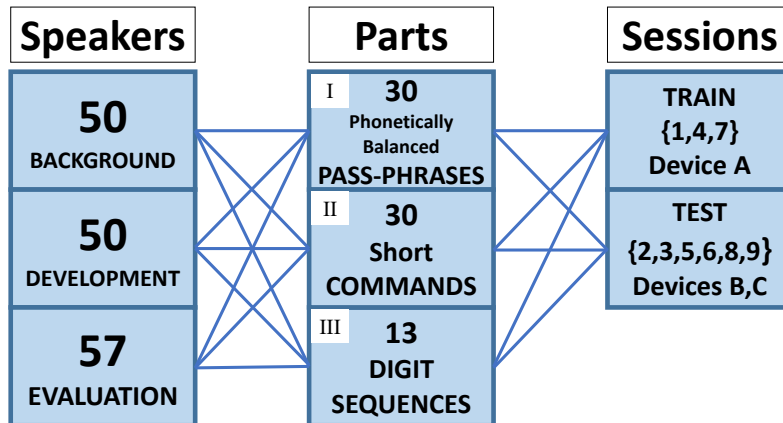 Speakers
50
BACKGROUND
50
DEVELOPMENT
57
EVALUATION
Parts
I
30
Phonetically
Balanced
PASS-PHRASES
II
30
Short
COMMANDS
III
13
DIGIT
SEQUENCES
Sessions
TRAIN
{1,4,7}
Device A
TEST
{2,3,5,6,8,9}
Devices B,C